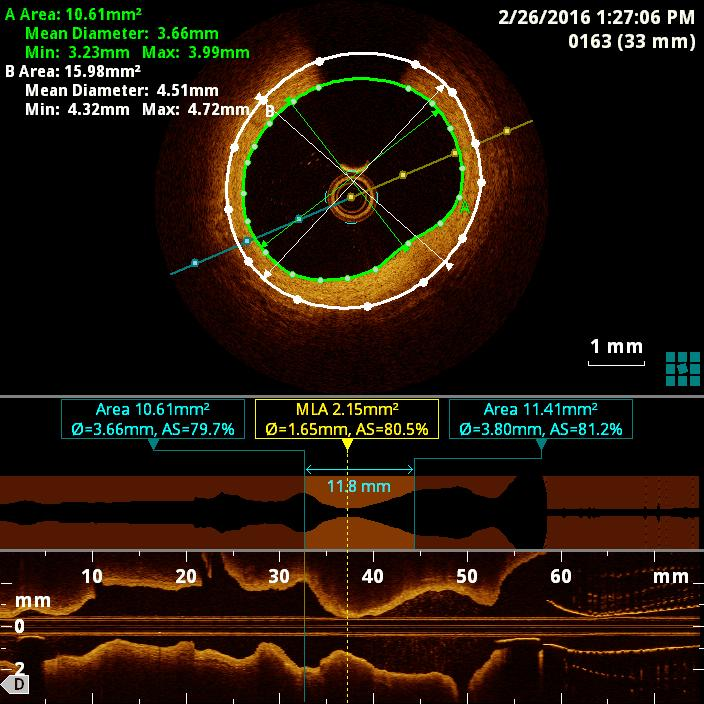 A Area: 10.61mm²
Mean Diameter: 3.66mm
Min: 3.23mm Max: 3.99mm
B Area: 15.98mm²
Mean Diameter: 4.51mm
Min: 4.32mm Max: 4.72mm
2/26/2016 1:27:06 PM
0163 (33 mm)
B
A
1 mm
Area 10.61mm²
Ø=3.66mm, AS=79.7%
MLA 2.15mm²
Ø=1.65mm, AS=80.5%
Area 11.41mm²
Ø=3.80mm, AS=81.2%
11.8 mm
10 20 30 40 50 60 mm
mm
0
2
D